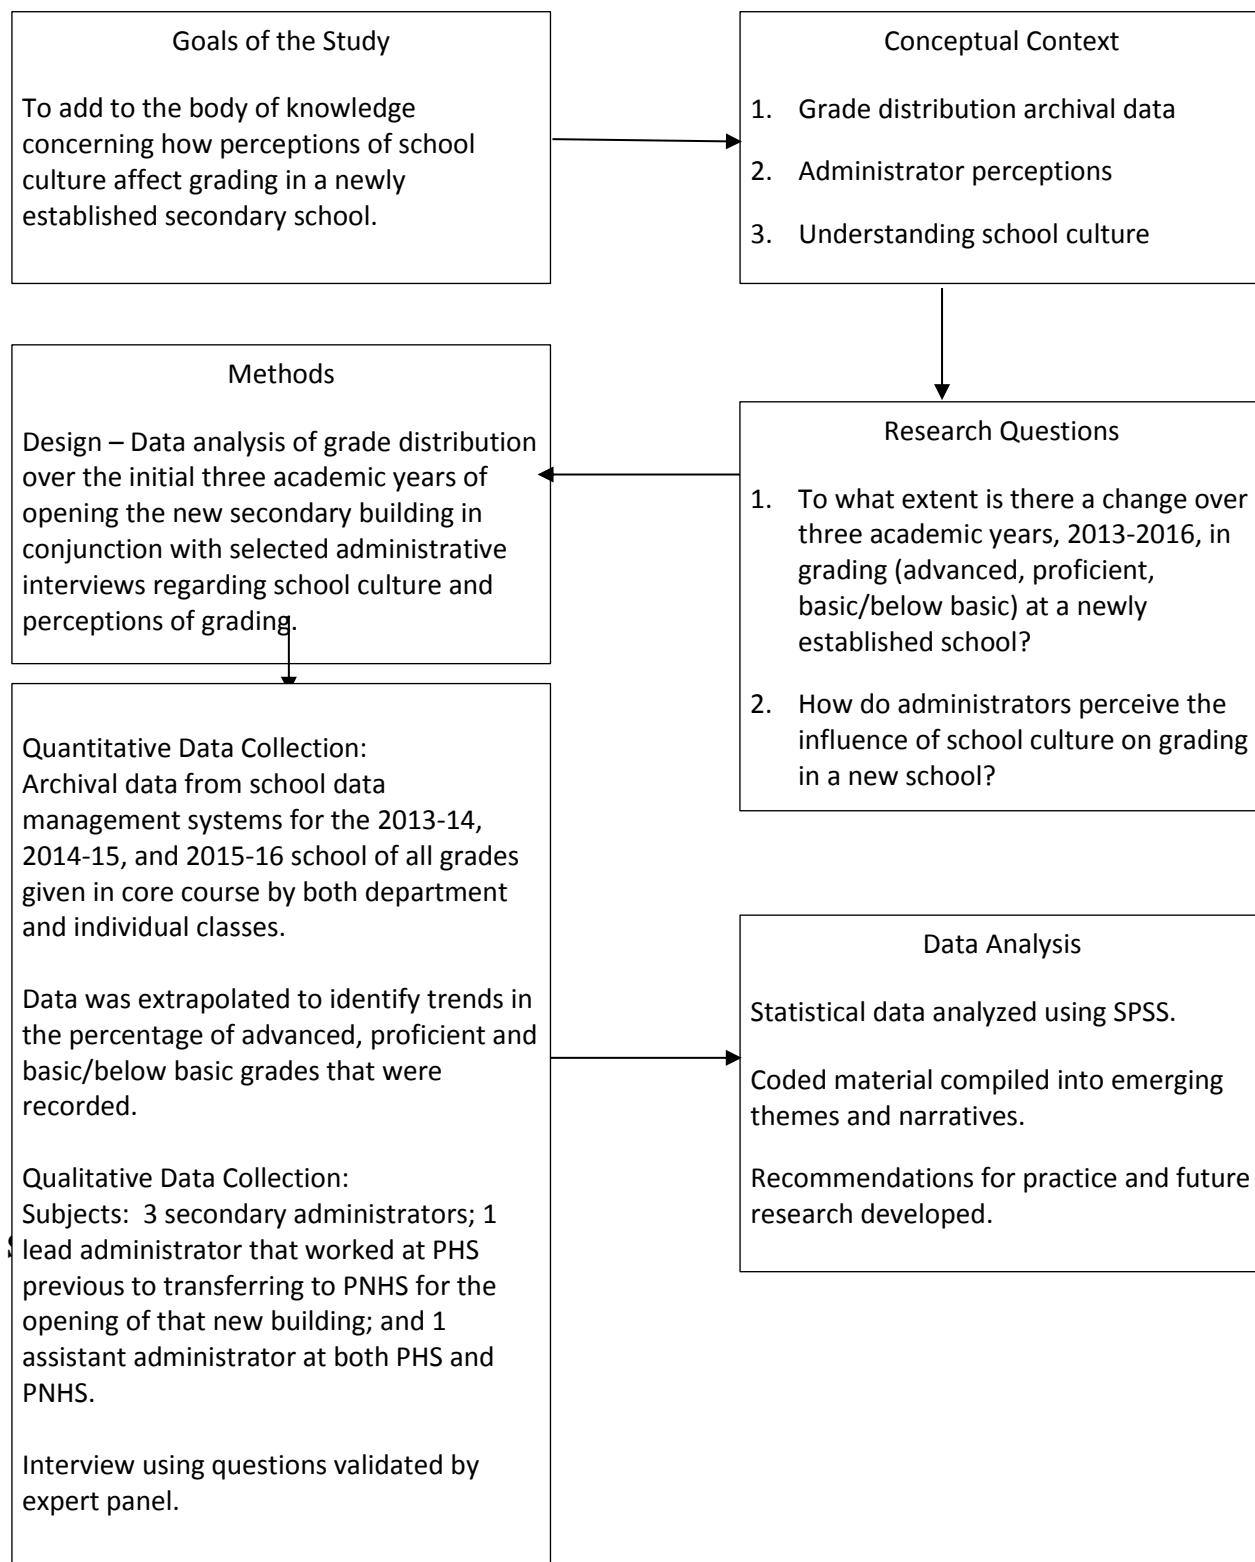 Goals of the Study
To add to the body of knowledge
concerning how perceptions of school
culture affect grading in a newly
established secondary school.
Conceptual Context
1. Grade distribution archival data
2. Administrator perceptions
3. Understanding school culture
Research Questions
1. To what extent is there a change over
three academic years, 2013-2016, in
grading (advanced, proficient,
basic/below basic) at a newly
established school?
2. How do administrators perceive the
influence of school culture on grading
in a new school?
Methods
Design – Data analysis of grade distribution
over the initial three academic years of
opening the new secondary building in
conjunction with selected administrative
interviews regarding school culture and
perceptions of grading.
Quantitative Data Collection:
Archival data from school data
management systems for the 2013-14,
2014-15, and 2015-16 school of all grades
given in core course by both department
and individual classes.
Data was extrapolated to identify trends in
the percentage of advanced, proficient and
basic/below basic grades that were
recorded.
Qualitative Data Collection:
Subjects: 3 secondary administrators; 1
lead administrator that worked at PHS
previous to transferring to PNHS for the
opening of that new building; and 1
assistant administrator at both PHS and
PNHS.
Interview using questions validated by
expert panel.
Data Analysis
Statistical data analyzed using SPSS.
Coded material compiled into emerging
themes and narratives.
Recommendations for practice and future
research developed.